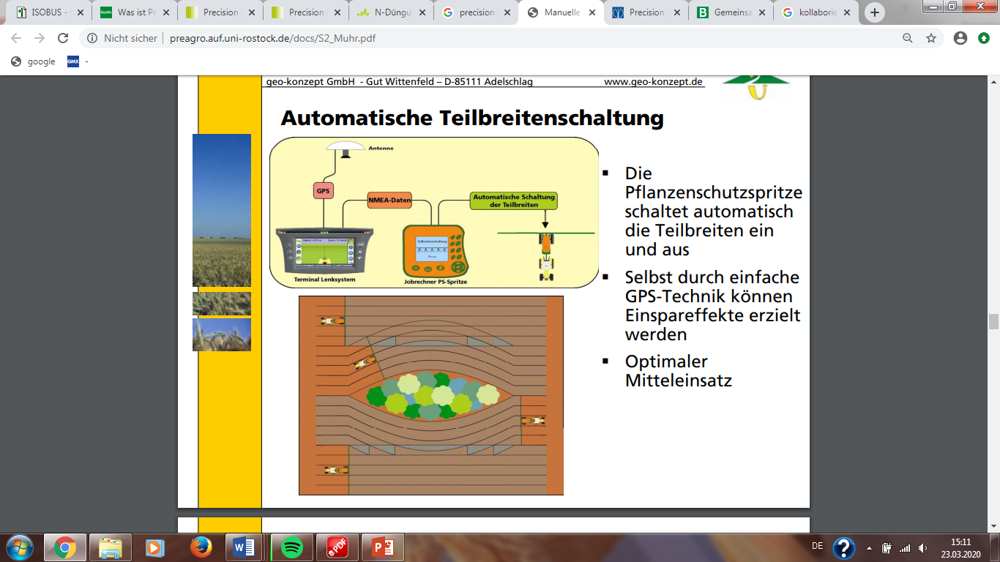 ISOBUS -
Was ist Pr
Precision
Precision
N-Düngu
precision
Manuelle
Precision
Gemeinsa
kollaborie
Nicht sicher
preagro.auf.uni-rostock.de/docs/S2_Muhr.pdf
google
GMX
-
geo-konzept GmbH - Gut Wittenfeld – D-85111 Adelschlag
www.geo-konzept.de
Automatische Teilbreitenschaltung
Antenne
GPS
NMEA-Daten
Automatische Schaltung
der Teilbreiten
Teilbreitenschaltung
Terminal Lenksystem
Jobrechner PS-Spritze
▪ Die
Pflanzenschutzspritze
schaltet automatisch
die Teilbreiten ein
und aus
▪ Selbst durch einfache
GPS-Technik können
Einspareffekte erzielt
werden
▪ Optimaler
Mitteleinsatz
DE
15:11
23.03.2020